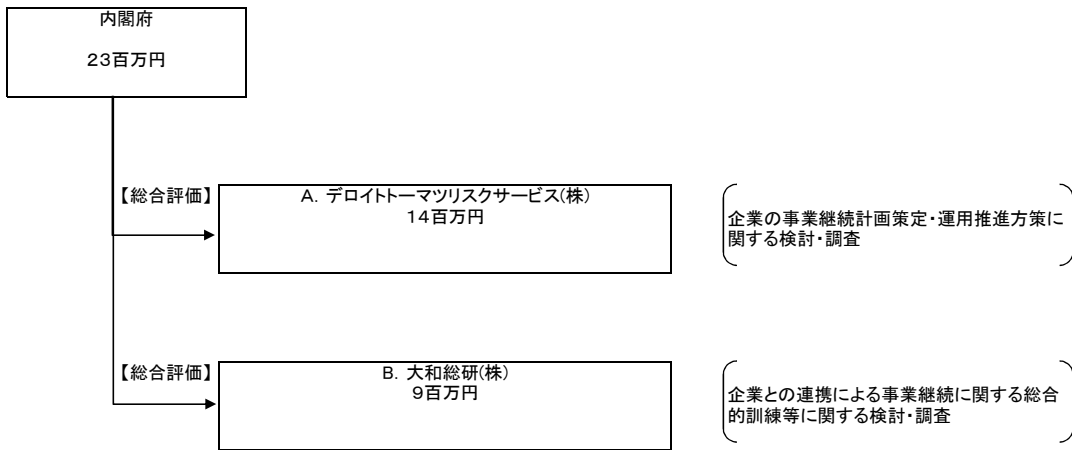 内閣府
２３百万円
【総合評価】
A. デロイトトーマツリスクサービス(株)
１４百万円
企業の事業継続計画策定・運用推進方策に
関する検討・調査
【総合評価】
B. 大和総研(株)
９百万円
企業との連携による事業継続に関する総合
的訓練等に関する検討・調査